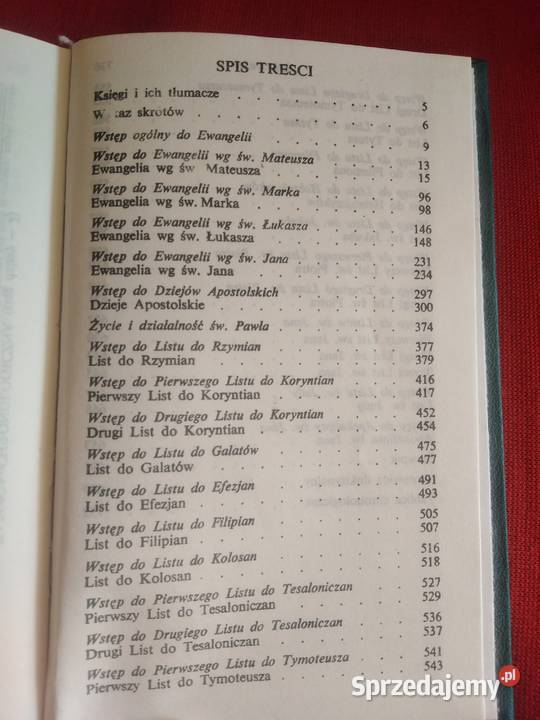 SPIS TRESCI
Księgi i ich tłumacze . . . . . . . . 5
skrótów . . . . . . . . 6
Wstęp ogólny do Ewangelii . . . . . . 9
Wstęp do Ewangelii wg św. Mateusza . . . . 13
Ewangelia wg św. Mateusza . . . . . . 15
Wstęp do Ewangelii wg św. Marka . . . . 96
Ewangelia wg św. Marka . . . . . . 98
Wstęp do Ewangelii wg św. Łukasza . . . . 146
Ewangelia wg św. Łukasza . . . . . . 148
Wstęp do Ewangelii wg św. Jana . . . . 231
Ewangelia wg św. Jana . . . . . . 234
Wstęp do Dziejów Apostolskich . . . . . 297
Dzieje Apostolskie . . . . . . . 300
Życie i działalność św. Pawła . . . . . 374
Wstęp do Listu do Rzymian . . . . . 377
List do Rzymian . . . . . . . 379
Wstęp do Pierwszego Listu do Koryntian . . . 416
Pierwszy List do Koryntian . . . . . 417
Wstęp do Drugiego Listu do Koryntian . . . 452
Drugi List do Koryntian . . . . . . 454
Wstęp do Listu do Galatów . . . . . 475
List do Galatów . . . . . . . 477
Wstęp do Listu do Efezjan . . . . . 491
List do Efezjan . . . . . . . 493
Wstęp do Listu do Filipian . . . . . 505
List do Filipian . . . . . . . 507
Wstęp do Listu do Kolosan . . . . . 516
List do Kolosan . . . . . . . 518
Wstęp do Pierwszego Listu do Tesaloniczan . . 527
Pierwszy List do Tesaloniczan . . . . . 529
Wstęp do Drugiego Listu do Tesaloniczan . . . 536
Drugi List do Tesaloniczan . . . . . 537
Wstęp do Pierwszego Listu do Tymoteusza . . . 541
Pierwszy List do Tymoteusza . . . . . 543
Sprzedajemy.pl